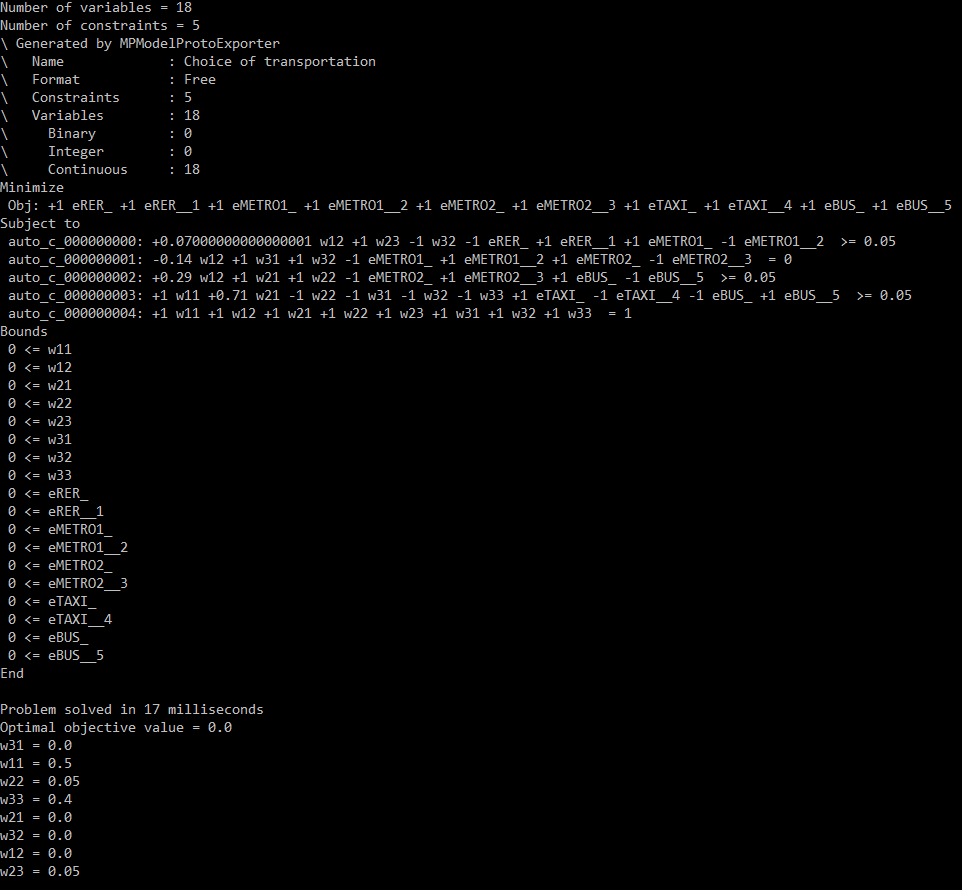 Number of variables = 18
Number of constraints = 5
\ Generated by MPModelProtoExporter
\   Name             : Choice of transportation
\   Format           : Free
\   Constraints      : 5
\   Variables        : 18
\     Binary         : 0
\     Integer        : 0
\     Continuous     : 18
Minimize
 Obj: +1 eRER_ +1 eRER__1 +1 eMETRO1_ +1 eMETRO1__2 +1 eMETRO2_ +1 eMETRO2__3 +1 eTAXI_ +1 eTAXI__4 +1 eBUS_ +1 eBUS__5
Subject to
 auto_c_000000000: +0.07000000000000001 w12 +1 w23 -1 w32 -1 eRER_ +1 eRER__1 +1 eMETRO1_ -1 eMETRO1__2  >= 0.05
 auto_c_000000001: -0.14 w12 +1 w31 +1 w32 -1 eMETRO1_ +1 eMETRO1__2 +1 eMETRO2_ -1 eMETRO2__3  = 0
 auto_c_000000002: +0.29 w12 +1 w21 +1 w22 -1 eMETRO2_ +1 eMETRO2__3 +1 eBUS_ -1 eBUS__5  >= 0.05
 auto_c_000000003: +1 w11 +0.71 w21 -1 w22 -1 w31 -1 w32 -1 w33 +1 eTAXI_ -1 eTAXI__4 -1 eBUS_ +1 eBUS__5  >= 0.05
 auto_c_000000004: +1 w11 +1 w12 +1 w21 +1 w22 +1 w23 +1 w31 +1 w32 +1 w33  = 1
Bounds
 0 <= w11
 0 <= w12
 0 <= w21
 0 <= w22
 0 <= w23
 0 <= w31
 0 <= w32
 0 <= w33
 0 <= eRER_
 0 <= eRER__1
 0 <= eMETRO1_
 0 <= eMETRO1__2
 0 <= eMETRO2_
 0 <= eMETRO2__3
 0 <= eTAXI_
 0 <= eTAXI__4
 0 <= eBUS_
 0 <= eBUS__5
End

Problem solved in 17 milliseconds
Optimal objective value = 0.0
w31 = 0.0
w11 = 0.5
w22 = 0.05
w33 = 0.4
w21 = 0.0
w32 = 0.0
w12 = 0.0
w23 = 0.05